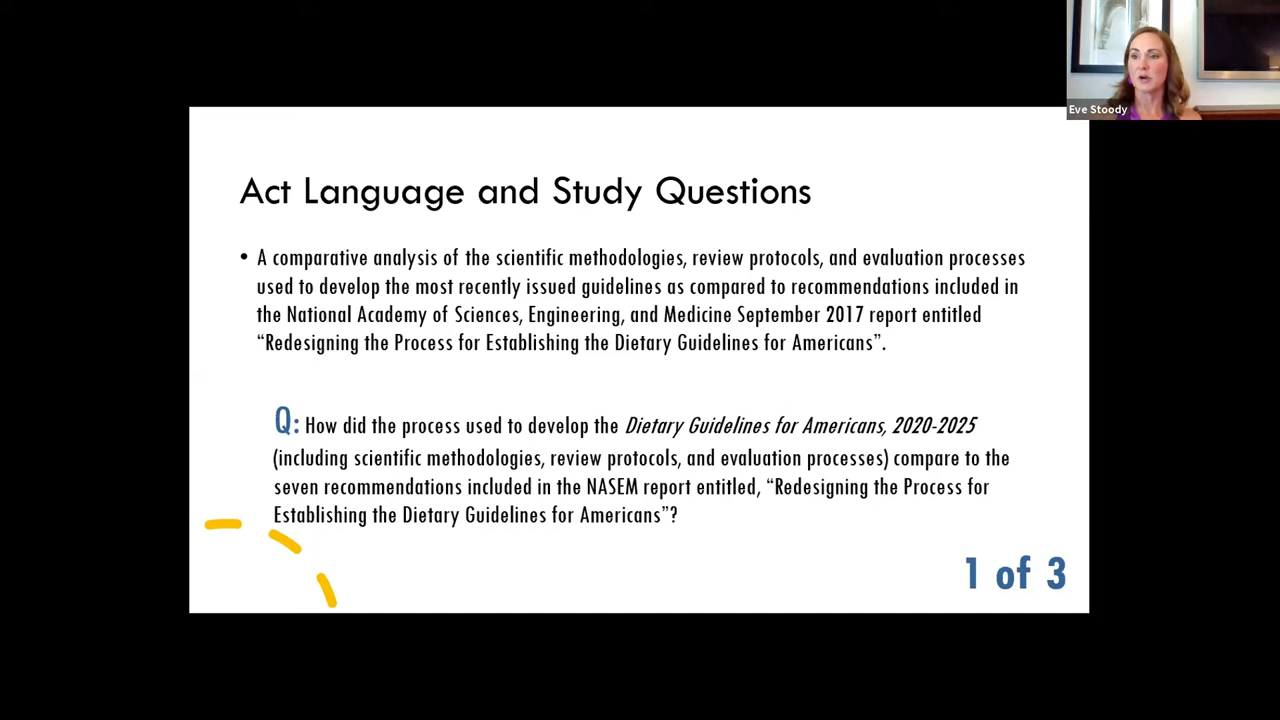 Eve Stoody
Act Language and Study Questions
• A comparative analysis of the scientific methodologies, review protocols, and evaluation processes
used to develop the most recently issued guidelines as compared to recommendations included in
the National Academy of Sciences, Engineering, and Medicine September 2017 report entitled
“Redesigning the Process for Establishing the Dietary Guidelines for Americans”.
Q: How did the process used to develop the Dietary Guidelines for Americans, 2020-2025
(including scientific methodologies, review protocols, and evaluation processes) compare to the
seven recommendations included in the NASEM report entitled, “Redesigning the Process for
Establishing the Dietary Guidelines for Americans”?
1 of 3